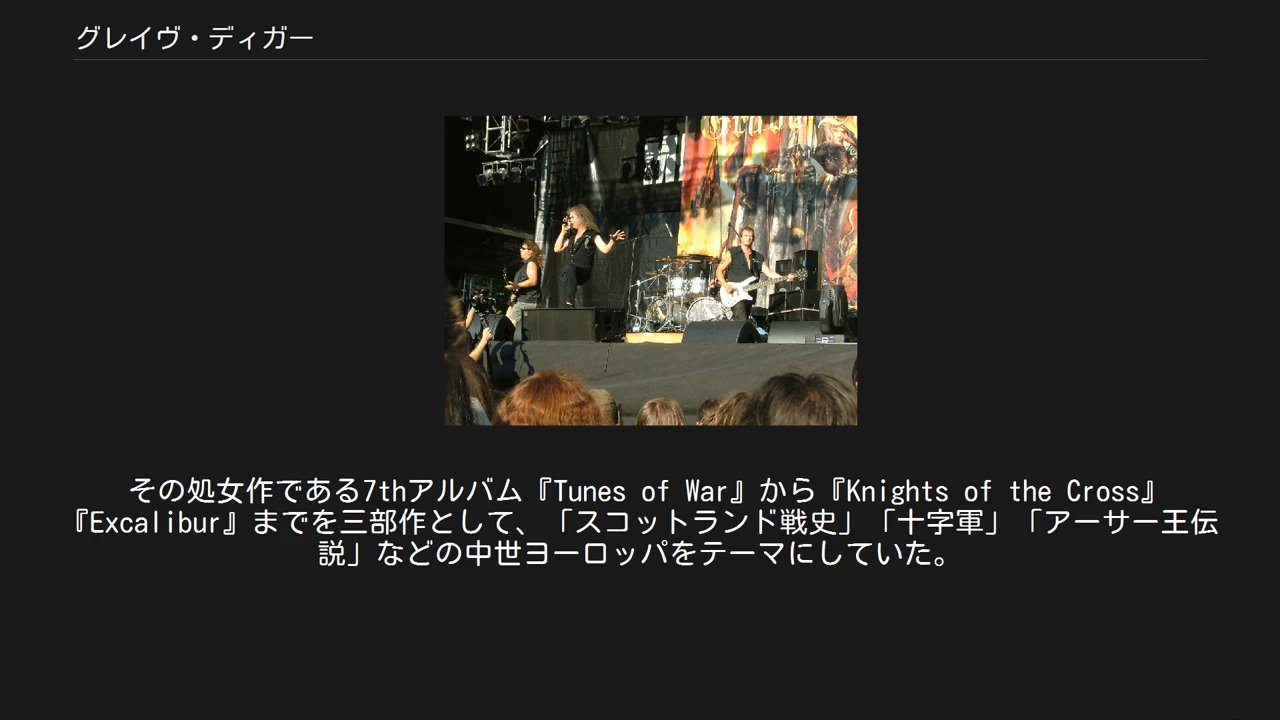 グレイヴ・ディガー
その処女作である7thアルバム『Tunes of War』から『Knights of the Cross』
『Excalibur』までを三部作として、「スコットランド戦史」「十字軍」「アーサー王伝
説」などの中世ヨーロッパをテーマにしていた。